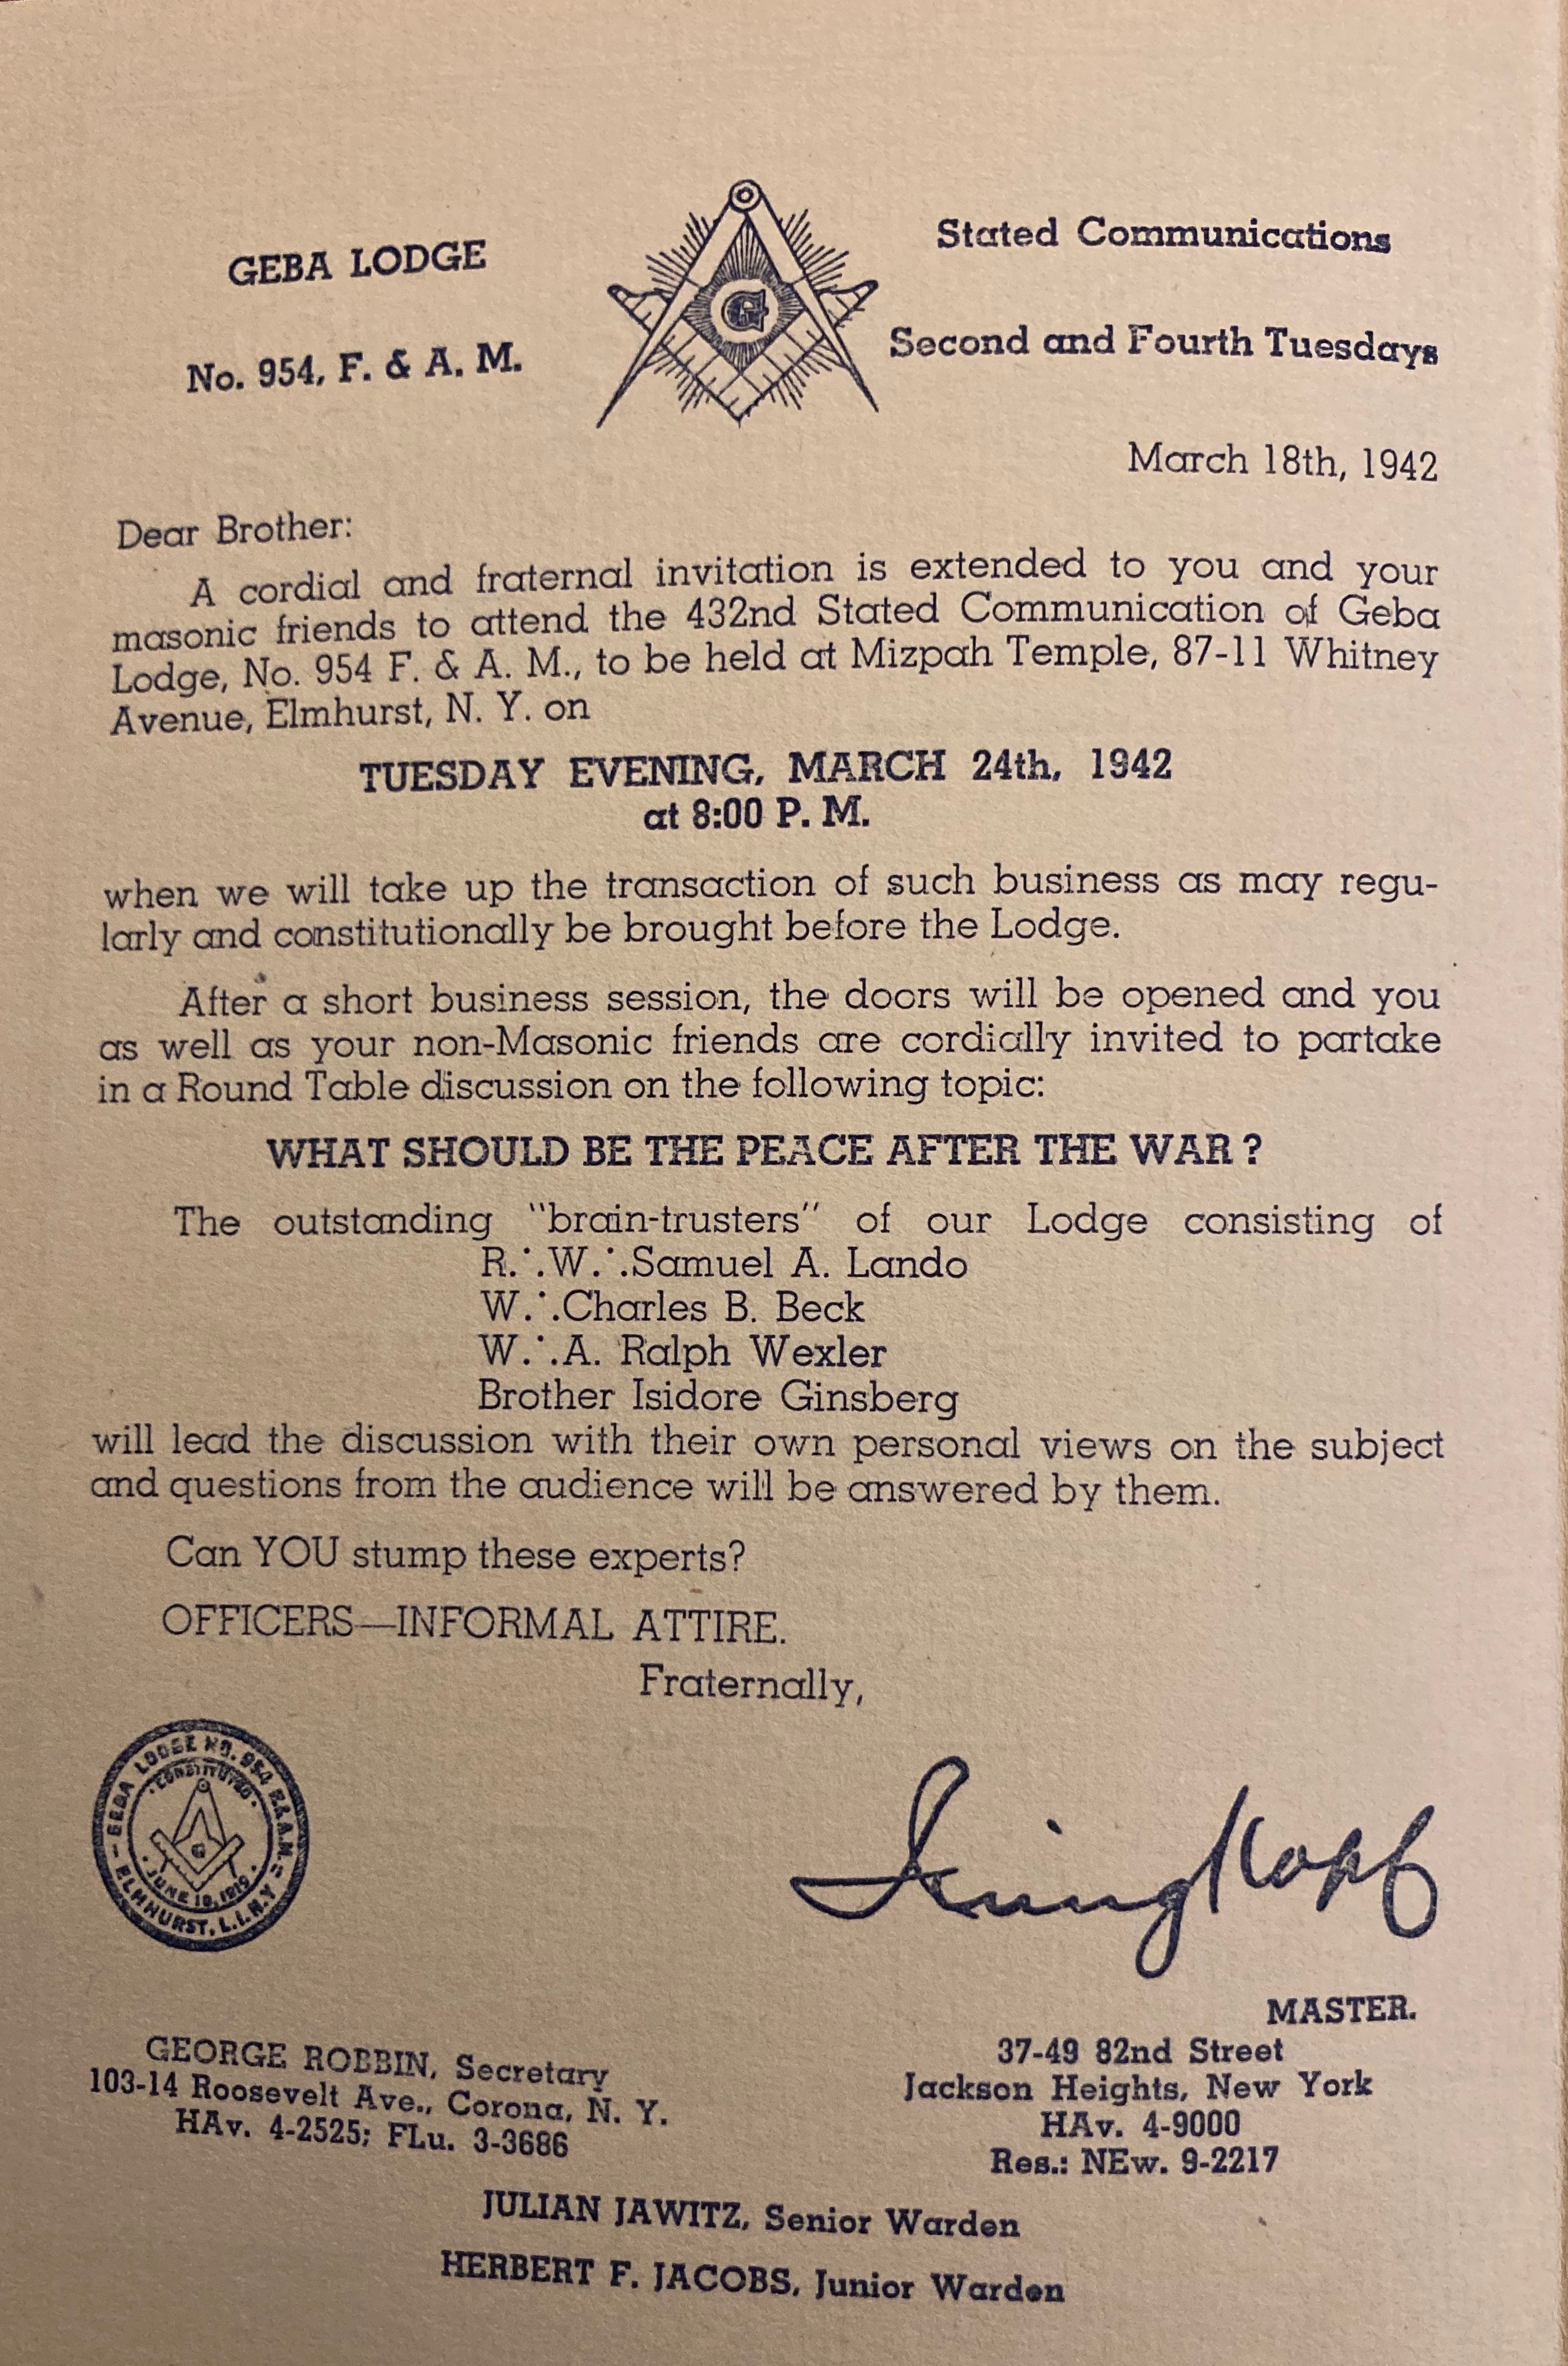 GEBA LODGE
No. 954, F. & A. M.
G
Stated Communications
Second and Fourth Tuesdays
March 18th, 1942
Dear Brother:
A cordial and fraternal invitation is extended to you and your
masonic friends to attend the 432nd Stated Communication of Geba
Lodge, No. 954 F. & A. M., to be held at Mizpah Temple, 87-11 Whitney
Avenue, Elmhurst, N. Y. on
TUESDAY EVENING, MARCH 24th, 1942
at 8:00 P. M.
when we will take up the transaction of such business as may regu-
larly and constitutionally be brought before the Lodge.
After a short business session, the doors will be opened and you
as well as your non-Masonic friends are cordially invited to partake
in a Round Table discussion on the following topic:
WHAT SHOULD BE THE PEACE AFTER THE WAR?
The outstanding "brain-trusters" of our Lodge consisting of
R.˙.W.˙.Samuel A. Lando
W.˙.Charles B. Beck
W.˙.A. Ralph Wexler
Brother Isidore Ginsberg
will lead the discussion with their own personal views on the subject
and questions from the audience will be answered by them.
Can YOU stump these experts?
OFFICERS—INFORMAL ATTIRE.
Fraternally,
GEBA LODGE NO. 954 F.&A.M.
CONSTITUTED
G
JUNE 19, 1919
ELMHURST, L.I. N.Y
Irving Kopf
MASTER.
37-49 82nd Street
Jackson Heights, New York
HAv. 4-9000
Res.: NEw. 9-2217
GEORGE ROBBIN, Secretary
103-14 Roosevelt Ave., Corona, N. Y.
HAv. 4-2525; FLu. 3-3686
JULIAN JAWITZ, Senior Warden
HERBERT F. JACOBS, Junior Warden